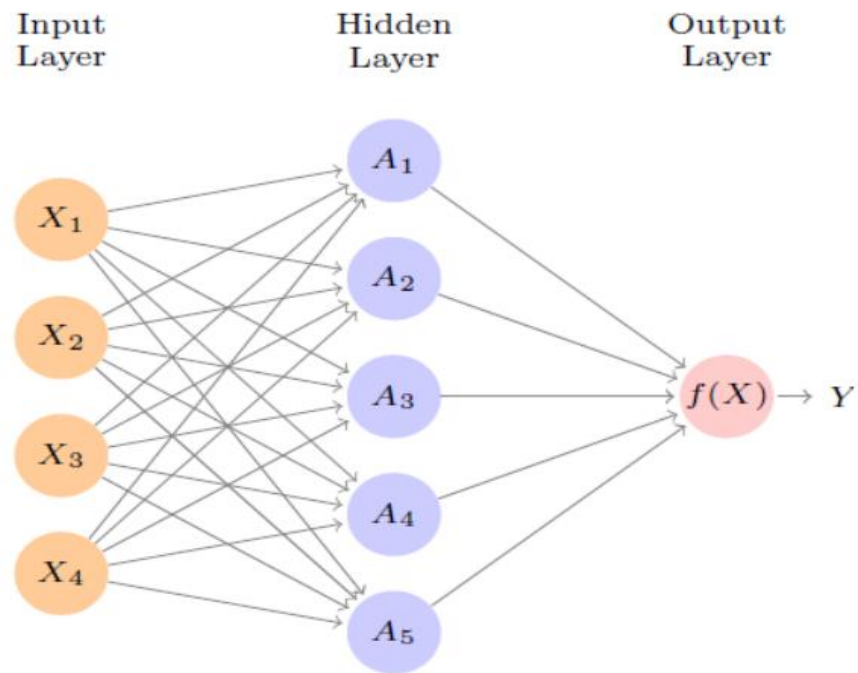 Input
Layer
Hidden
Layer
Output
Layer
X₁
X₂
X₃
X₄
A₁
A₂
A₃
A₄
A₅
f(X)
Y